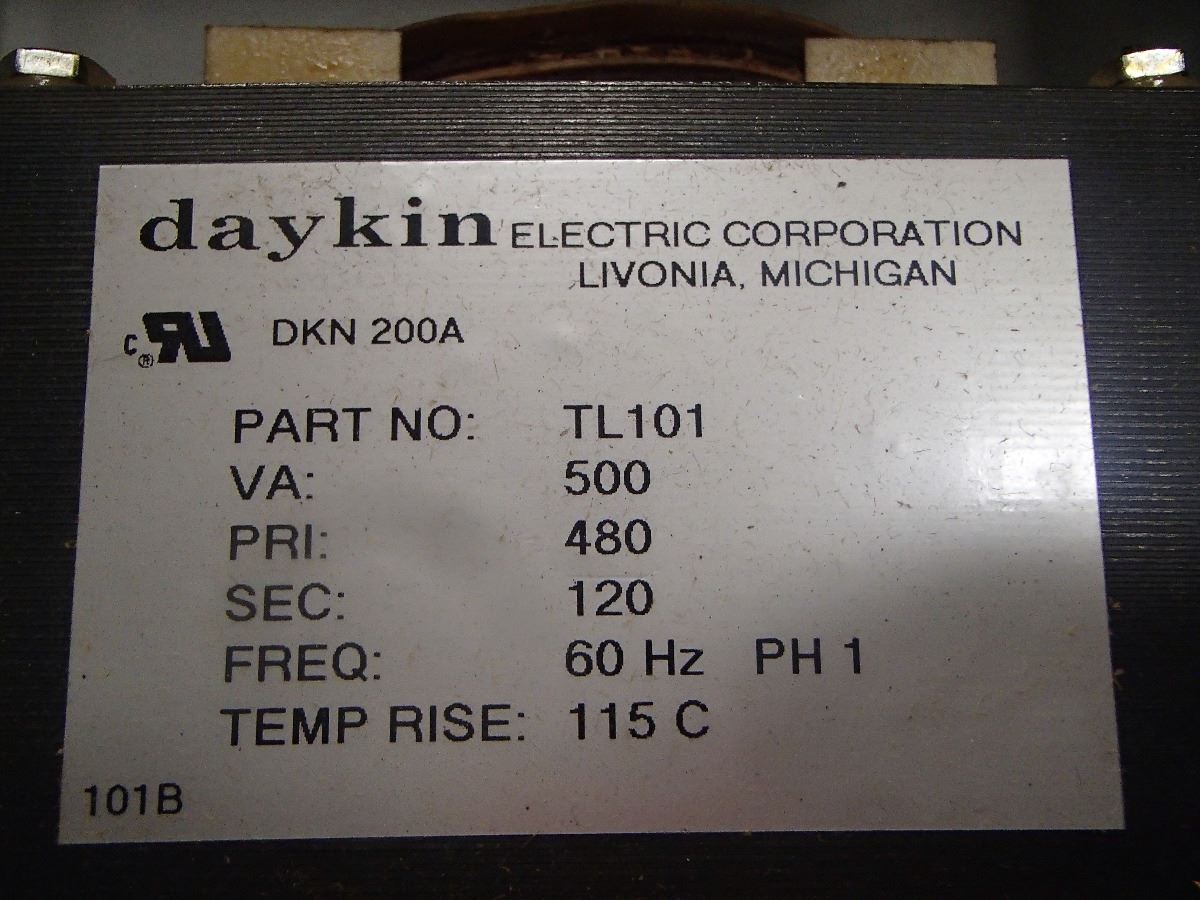 daykin ELECTRIC CORPORATION
LIVONIA, MICHIGAN
c RU ® DKN 200A
PART NO: TL101
VA: 500
PRI: 480
SEC: 120
FREQ: 60 Hz PH 1
TEMP RISE: 115 C
101B